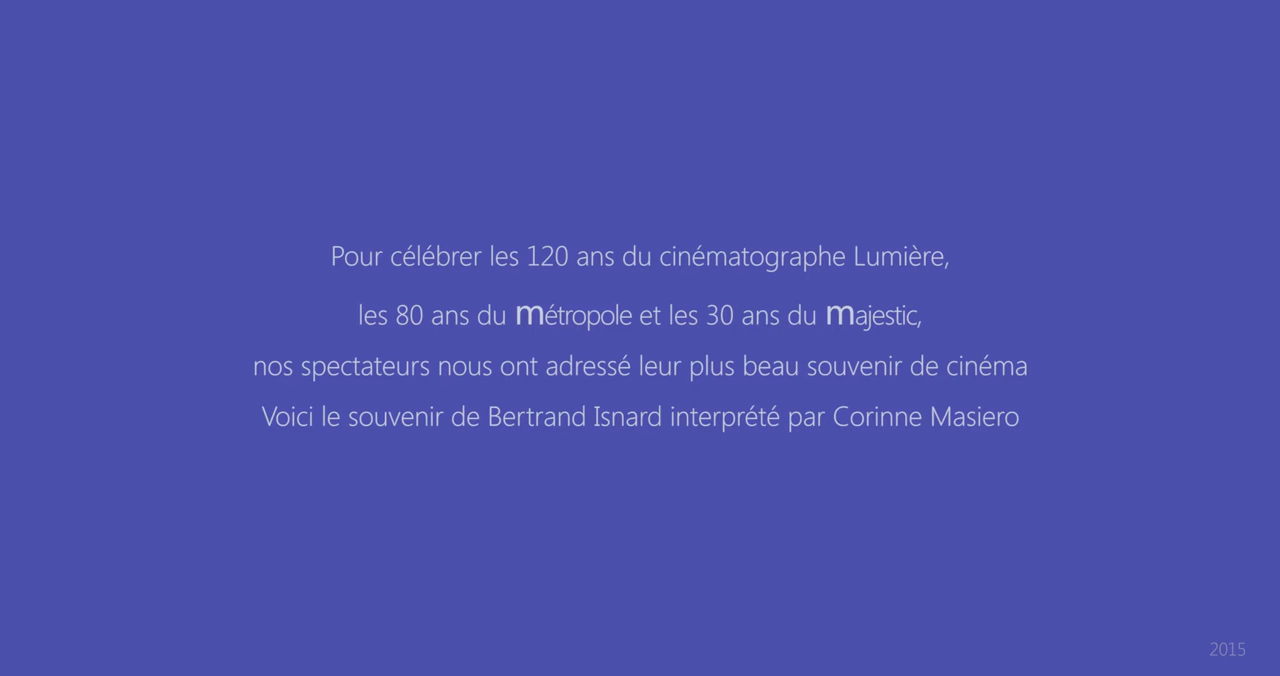 Pour célébrer les 120 ans du cinématographe Lumière,
les 80 ans du métropole et les 30 ans du majestic,
nos spectateurs nous ont adressé leur plus beau souvenir de cinéma
Voici le souvenir de Bertrand Isnard interprété par Corinne Masiero
2015